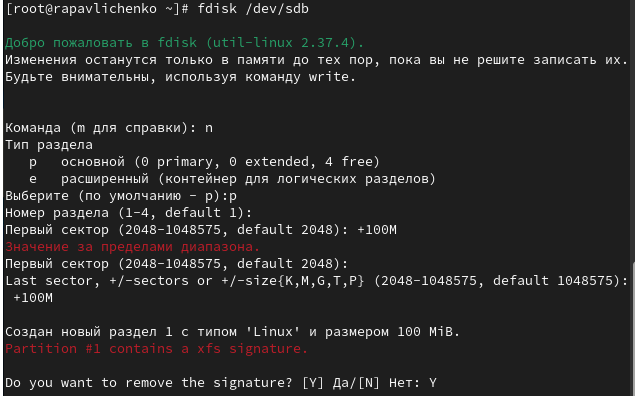 [root@rapavlichenko ~]# fdisk /dev/sdb
Добро пожаловать в fdisk (util-linux 2.37.4).
Изменения останутся только в памяти до тех пор, пока вы не решите записать их.
Будьте внимательны, используя команду write.
Команда (m для справки): n
Тип раздела
p   основной (0 primary, 0 extended, 4 free)
e   расширенный (контейнер для логических разделов)
Выберите (по умолчанию - p):p
Номер раздела (1-4, default 1):
Первый сектор (2048-1048575, default 2048): +100M
Значение за пределами диапазона.
Первый сектор (2048-1048575, default 2048):
Last sector, +/-sectors or +/-size{K,M,G,T,P} (2048-1048575, default 1048575):
+100M
Создан новый раздел 1 с типом 'Linux' и размером 100 MiB.
Partition #1 contains a xfs signature.
Do you want to remove the signature? [Y] Да/[N] Нет: Y